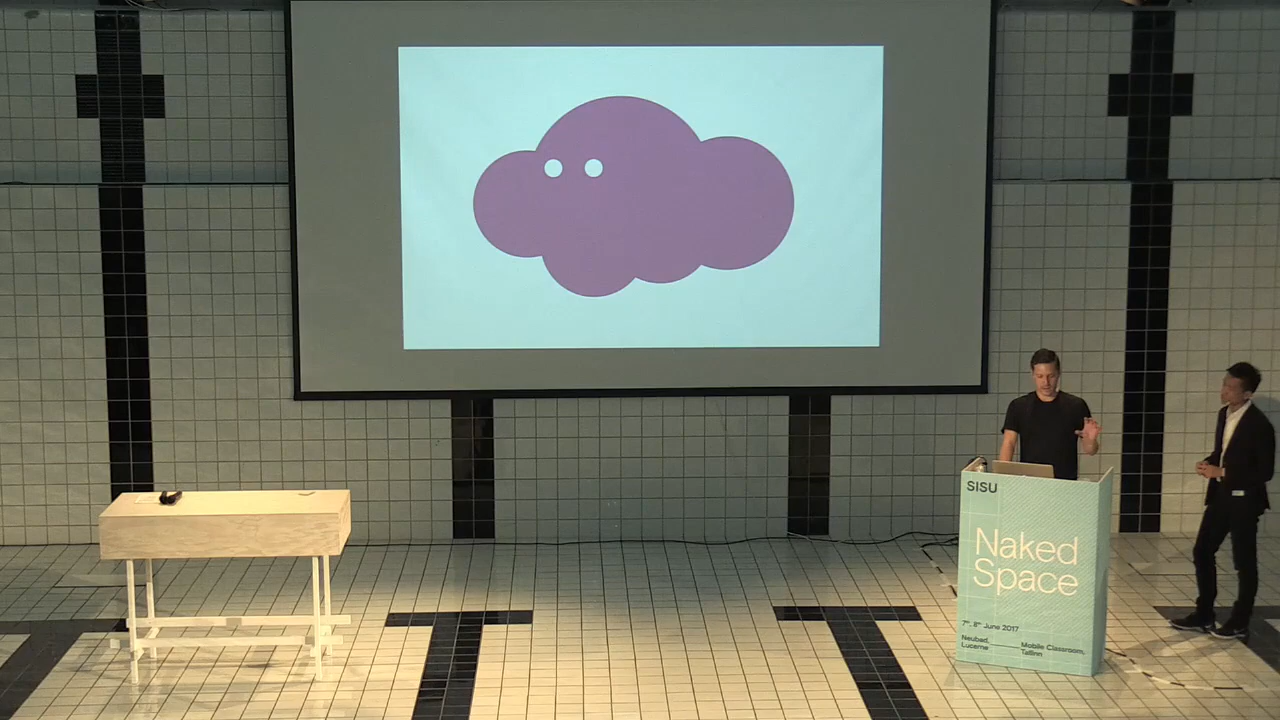 SISU
Naked
Space
7th, 8th June 2017
Neubad, Mobile Classroom,
Lucerne Tallinn